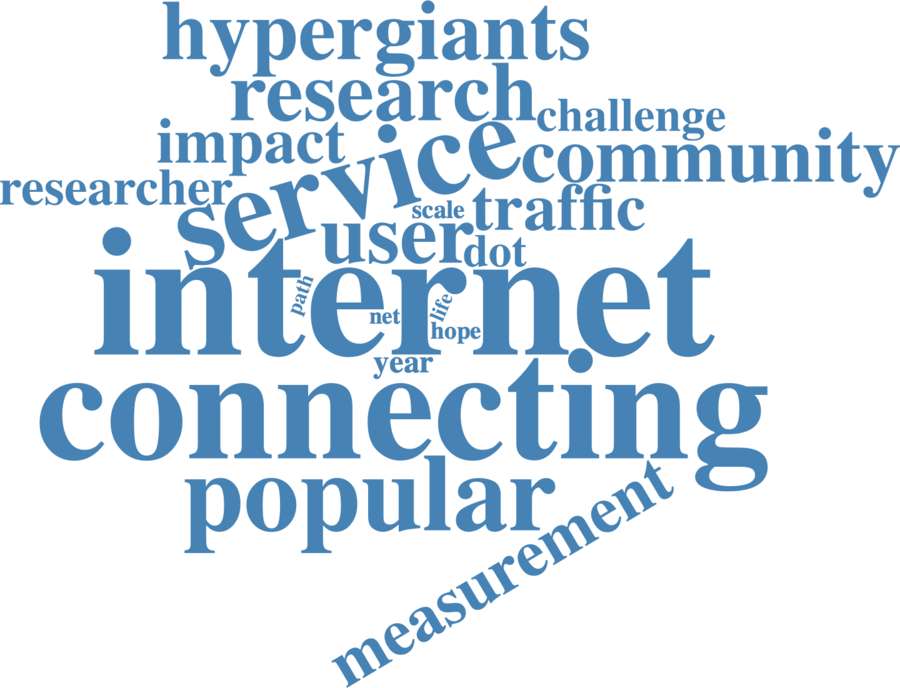 hypergiants
research
challenge
impact
service
community
researcher
scale
traffic
user
dot
internet
path
life
net
hope
year
connecting
popular
measurement